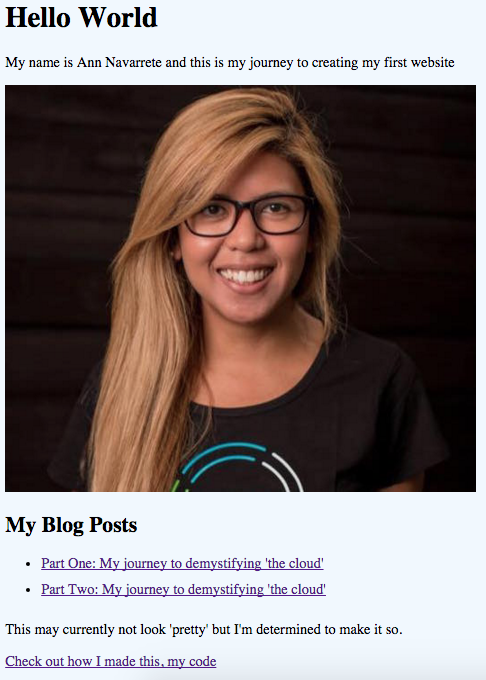 Hello World
My name is Ann Navarrete and this is my journey to creating my first website
My Blog Posts
Part One: My journey to demystifying 'the cloud'
Part Two: My journey to demystifying 'the cloud'
This may currently not look 'pretty' but I'm determined to make it so.
Check out how I made this, my code